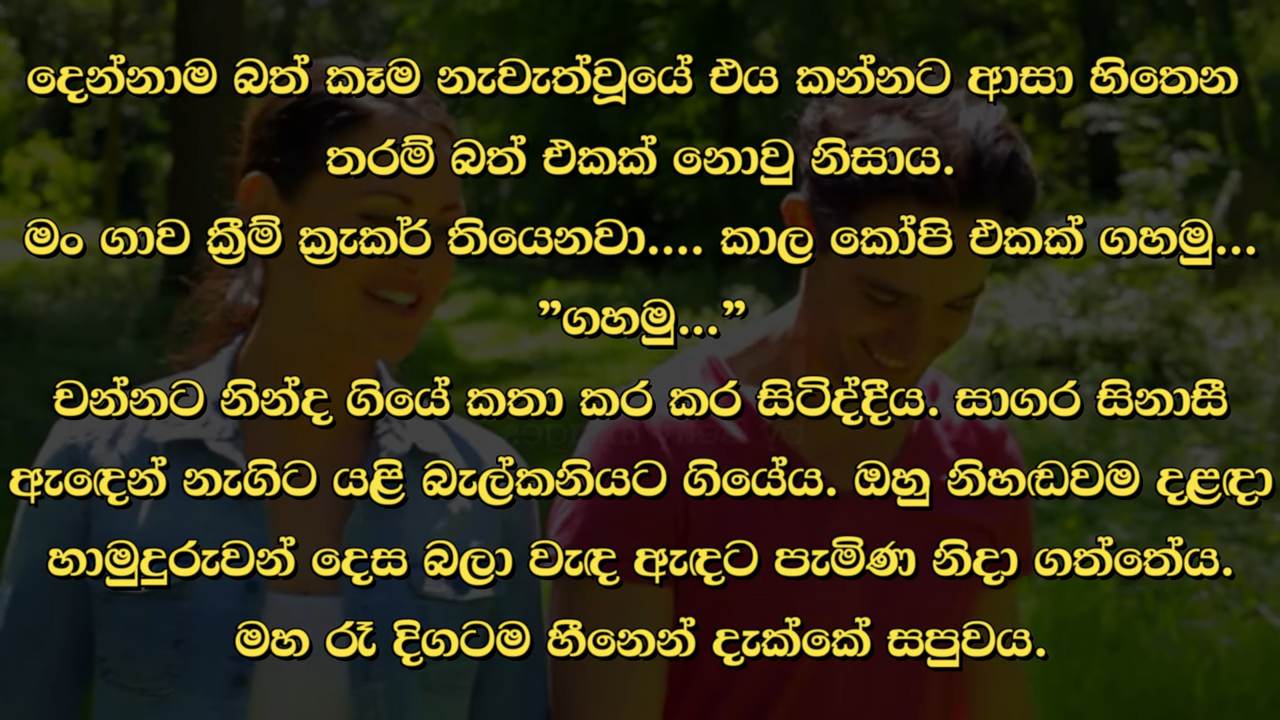 දෙන්නාම බත් කෑම නැවැත්වූයේ එය කන්නට ආසා හිතෙන
තරම් බත් එකක් නොවු නිසාය.
මං ගාව ක්‍රීම් ක්‍රැකර් තියෙනවා.... කාල කෝපි එකක් ගහමු...
”ගහමු...”
චන්නට නින්ද ගියේ කතා කර කර සිටිද්දීය. සාගර සිනාසී
ඇඳෙන් නැගිට යළි බැල්කනියට ගියේය. ඔහු නිහඬවම දළඳා
හාමුදුරුවන් දෙස බලා වැඳ ඇඳට පැමිණ නිදා ගත්තේය.
මහ රෑ දිගටම හීනෙන් දැක්කේ සපුවය.